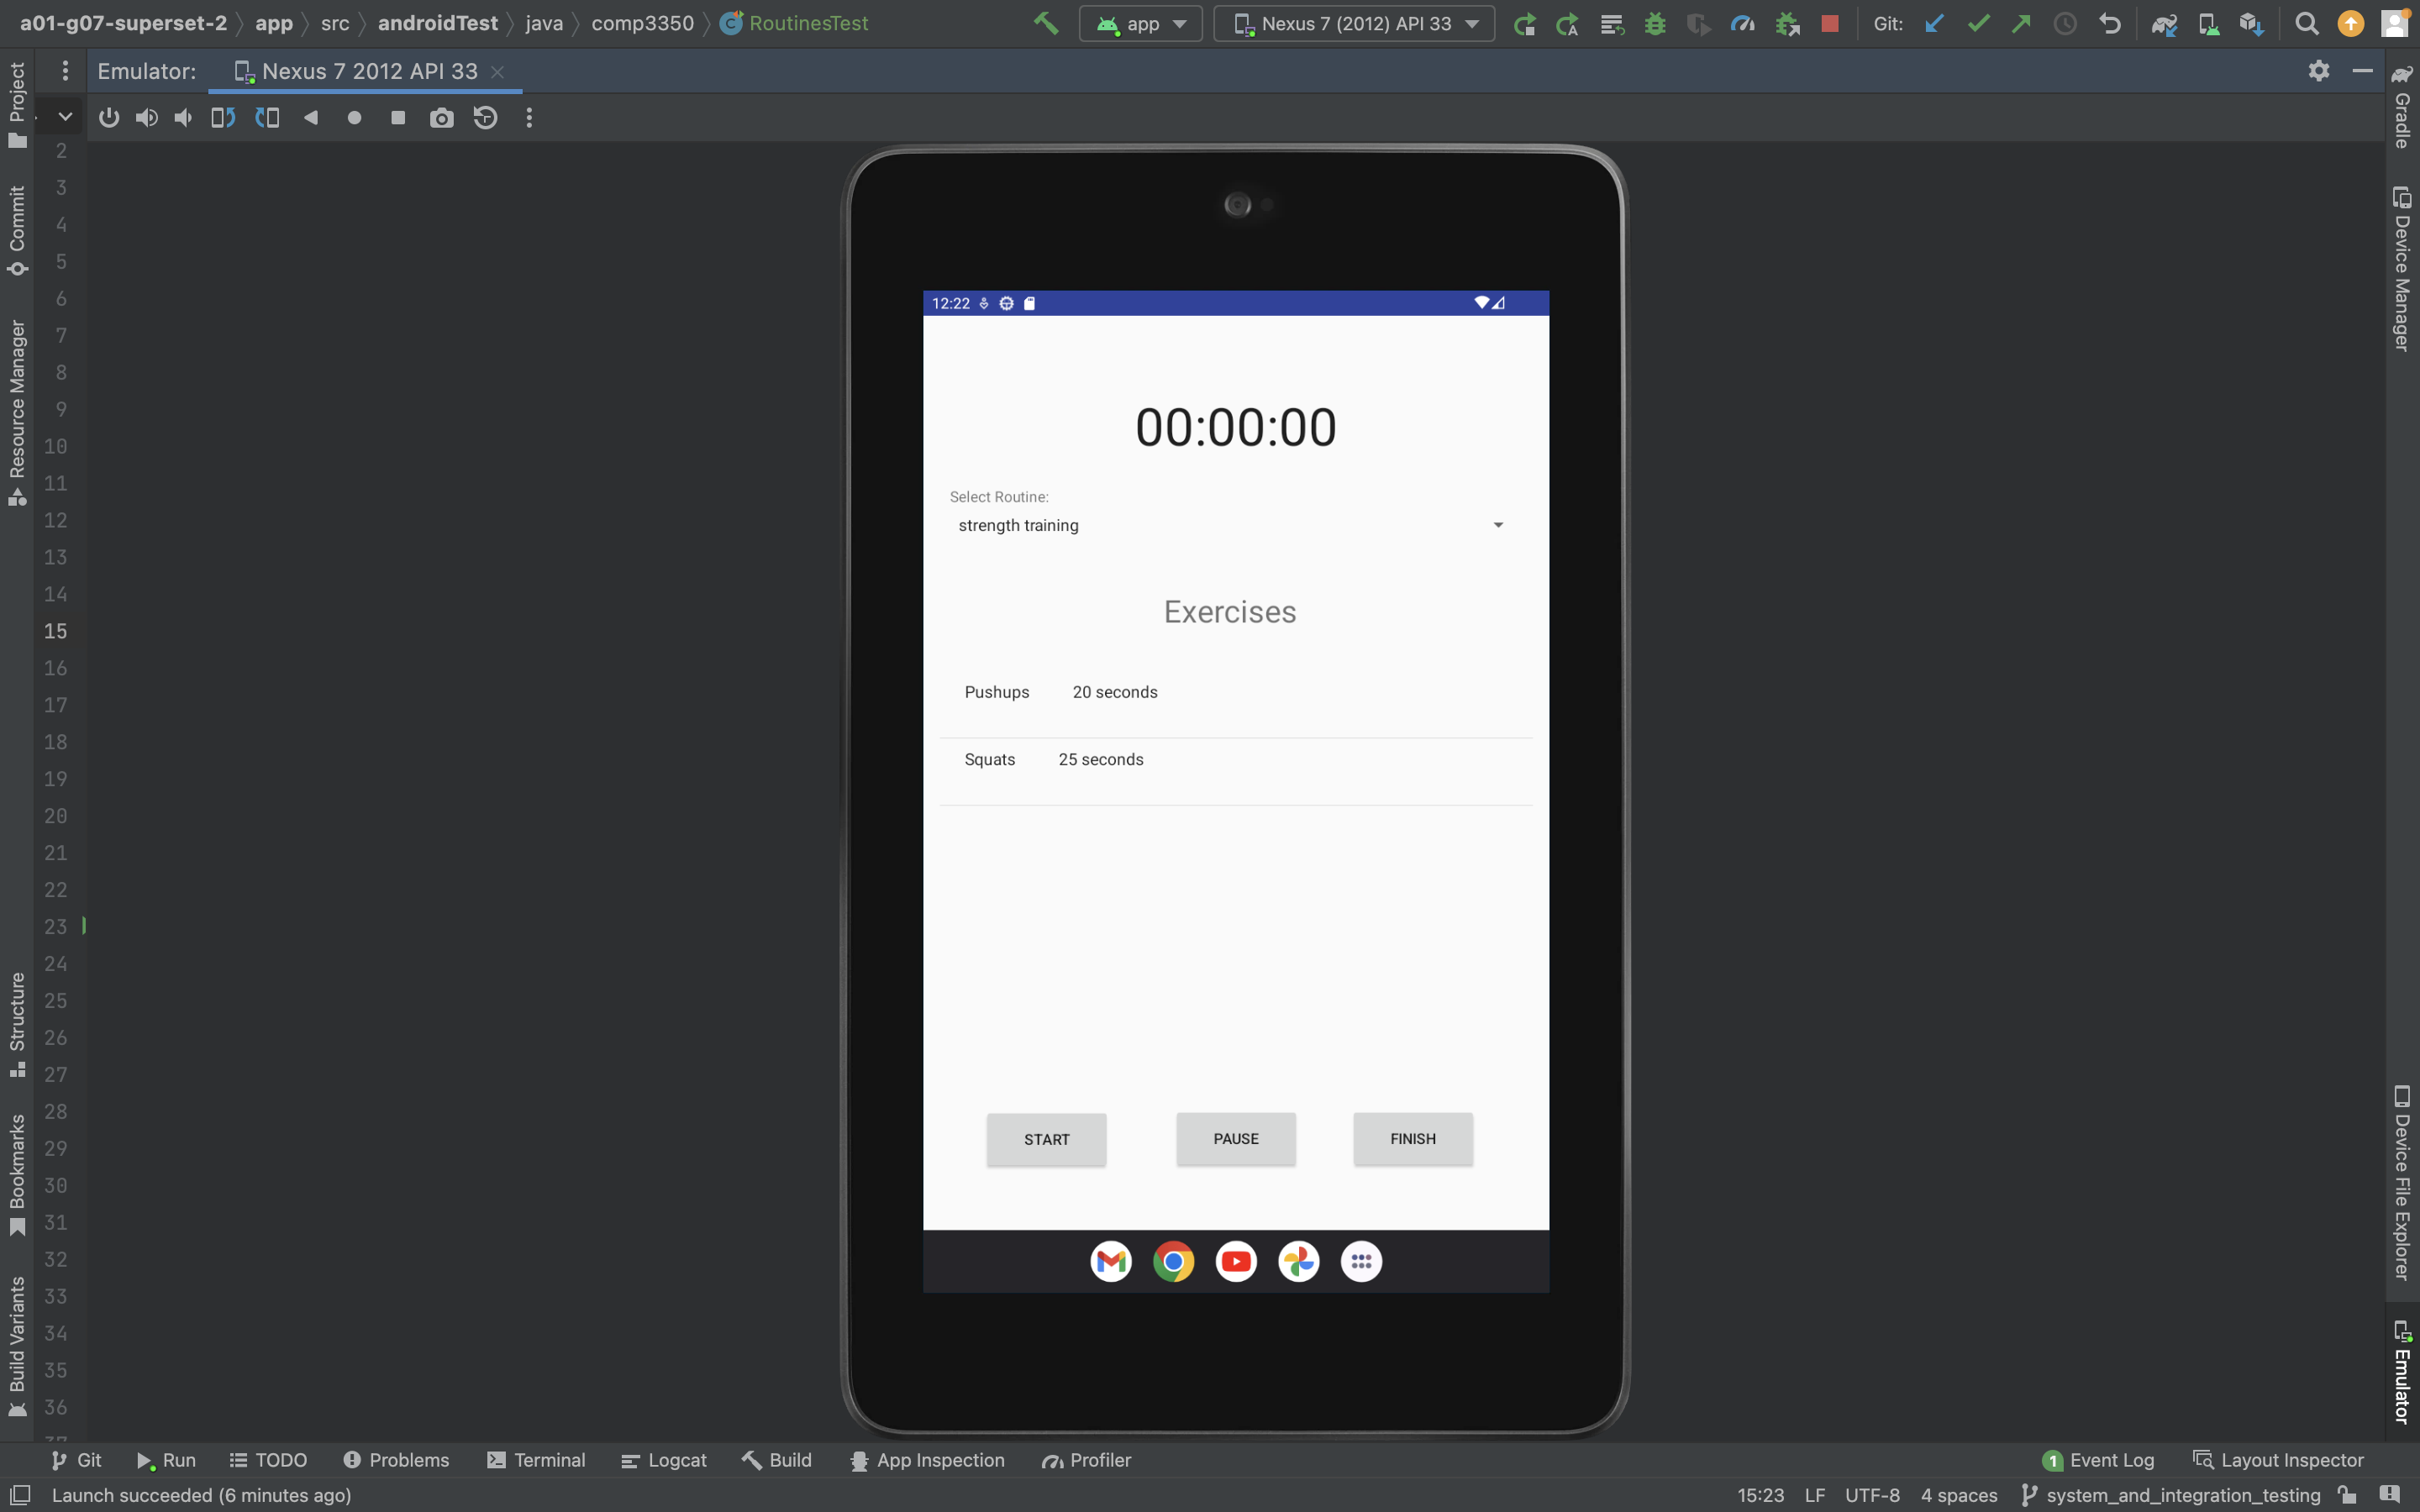 a01-g07-superset-2 app src androidTest java comp3350 RoutinesTest
app
Nexus 7 (2012) API 33
Git:
Emulator: Nexus 7 2012 API 33
Project
Commit
Resource Manager
Structure
Bookmarks
Build Variants
2
3
4
5
6
7
8
9
10
11
12
13
14
15
16
17
18
19
20
21
22
23
24
25
26
27
28
29
30
31
32
33
34
35
36
12:22
00:00:00
Select Routine:
strength training
Exercises
Pushups 20 seconds
Squats 25 seconds
START PAUSE FINISH
Gradle
Device Manager
Device File Explorer
Emulator
Git Run TODO Problems Terminal Logcat Build App Inspection Profiler 1 Event Log Layout Inspector
Launch succeeded (6 minutes ago) 15:23 LF UTF-8 4 spaces system_and_integration_testing